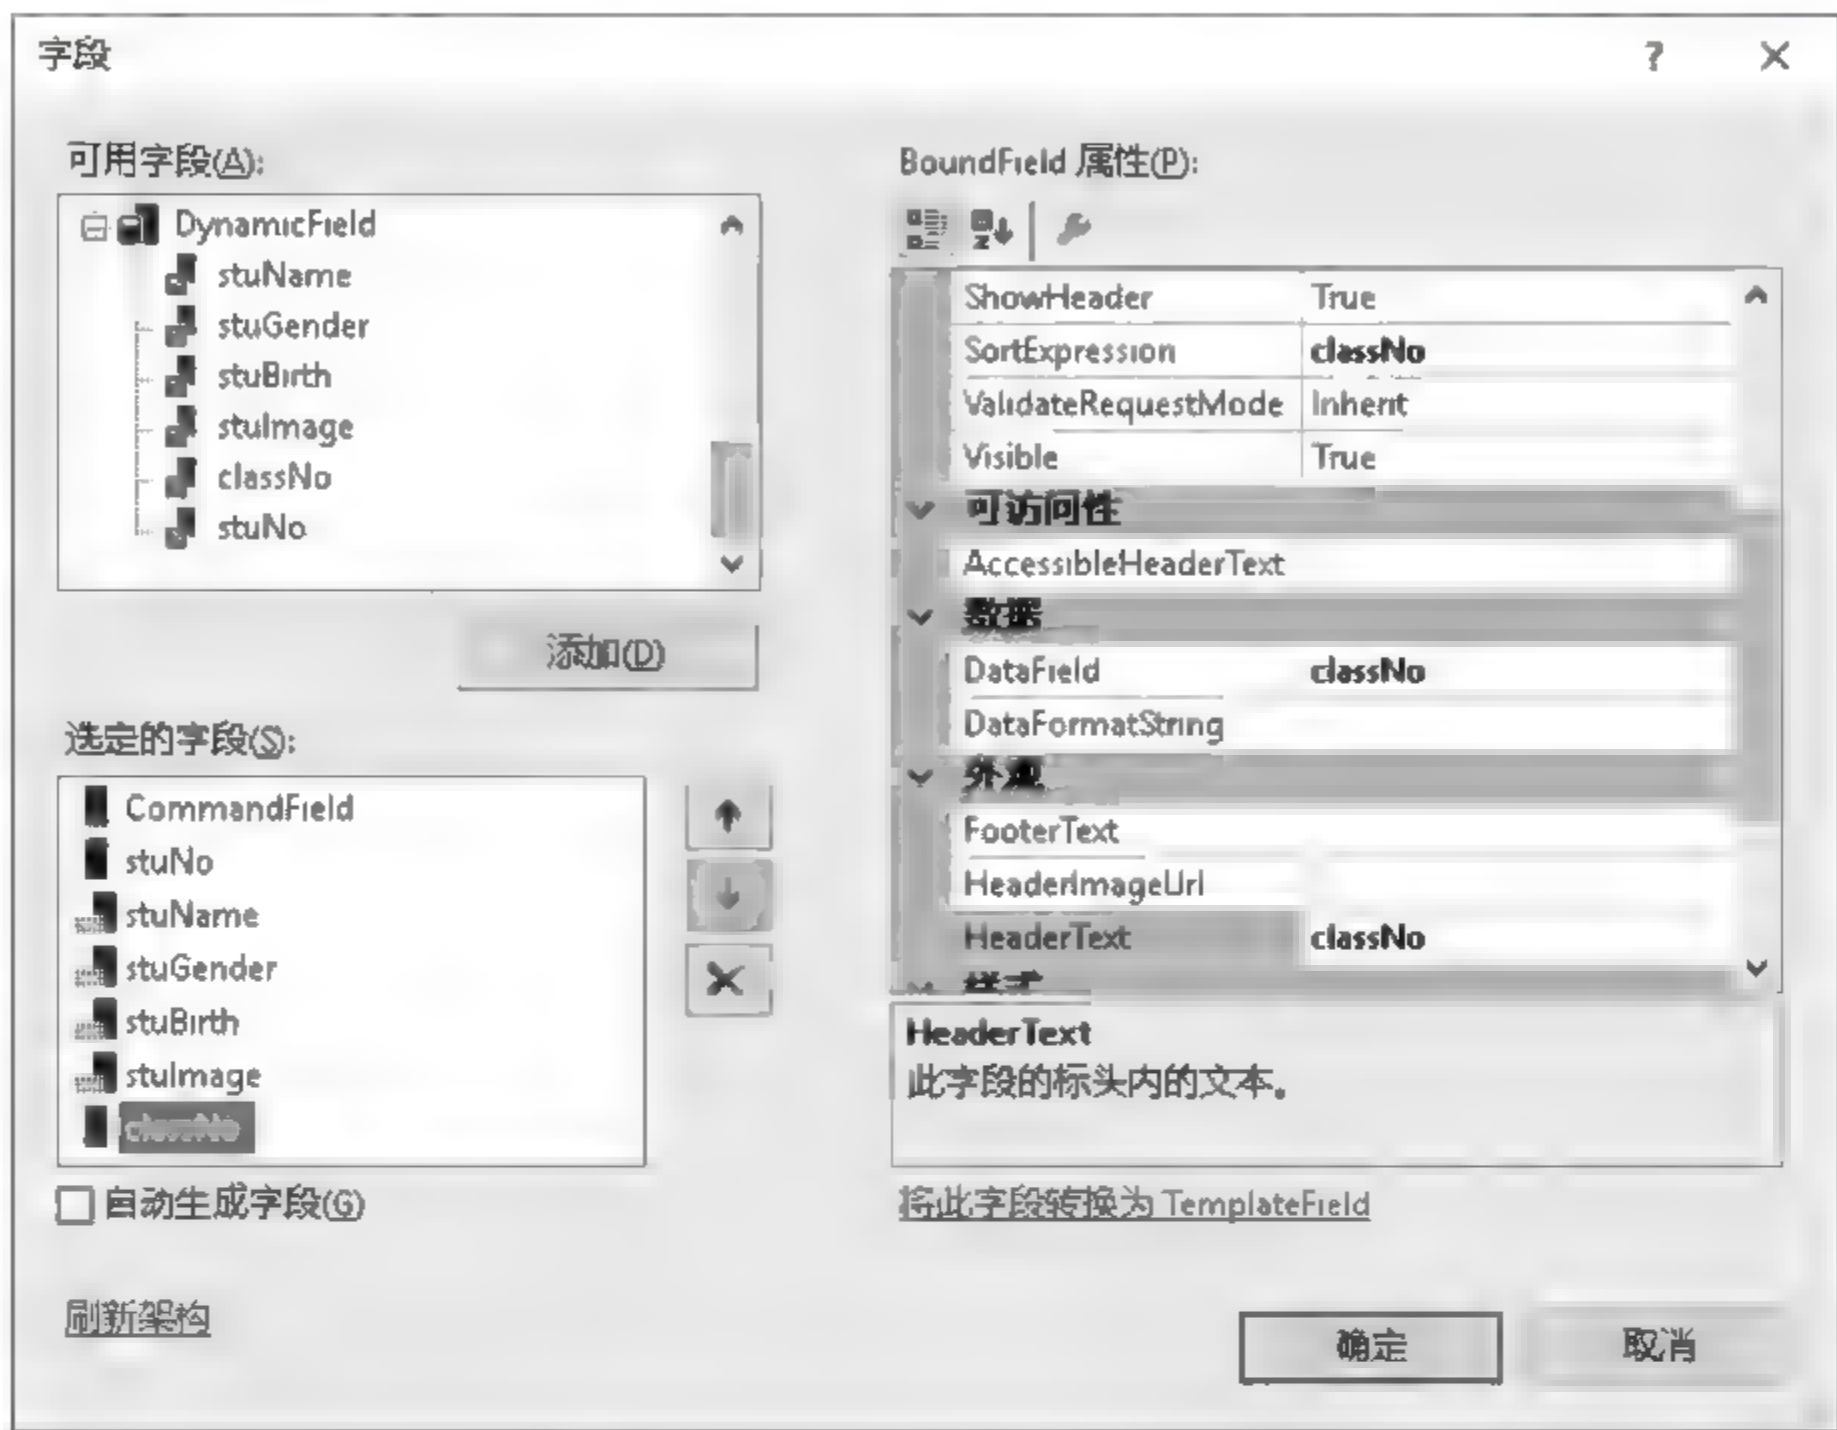 字段
?
可用字段(A):
DynamicField
stuName
stuGender
stuBirth
stuImage
classNo
stuNo
添加(D)
选定的字段(S):
CommandField
stuNo
stuName
stuGender
stuBirth
stuImage
classNo
自动生成字段(G)
刷新架构
BoundField 属性(P):
ShowHeader True
SortExpression classNo
ValidateRequestMode Inherit
Visible True
可访问性
AccessibleHeaderText
数据
DataField classNo
DataFormatString
外观
FooterText
HeaderImageUrl
HeaderText classNo
样式
HeaderText
此字段的标头内的文本。
将此字段转换为 TemplateField
确定
取消